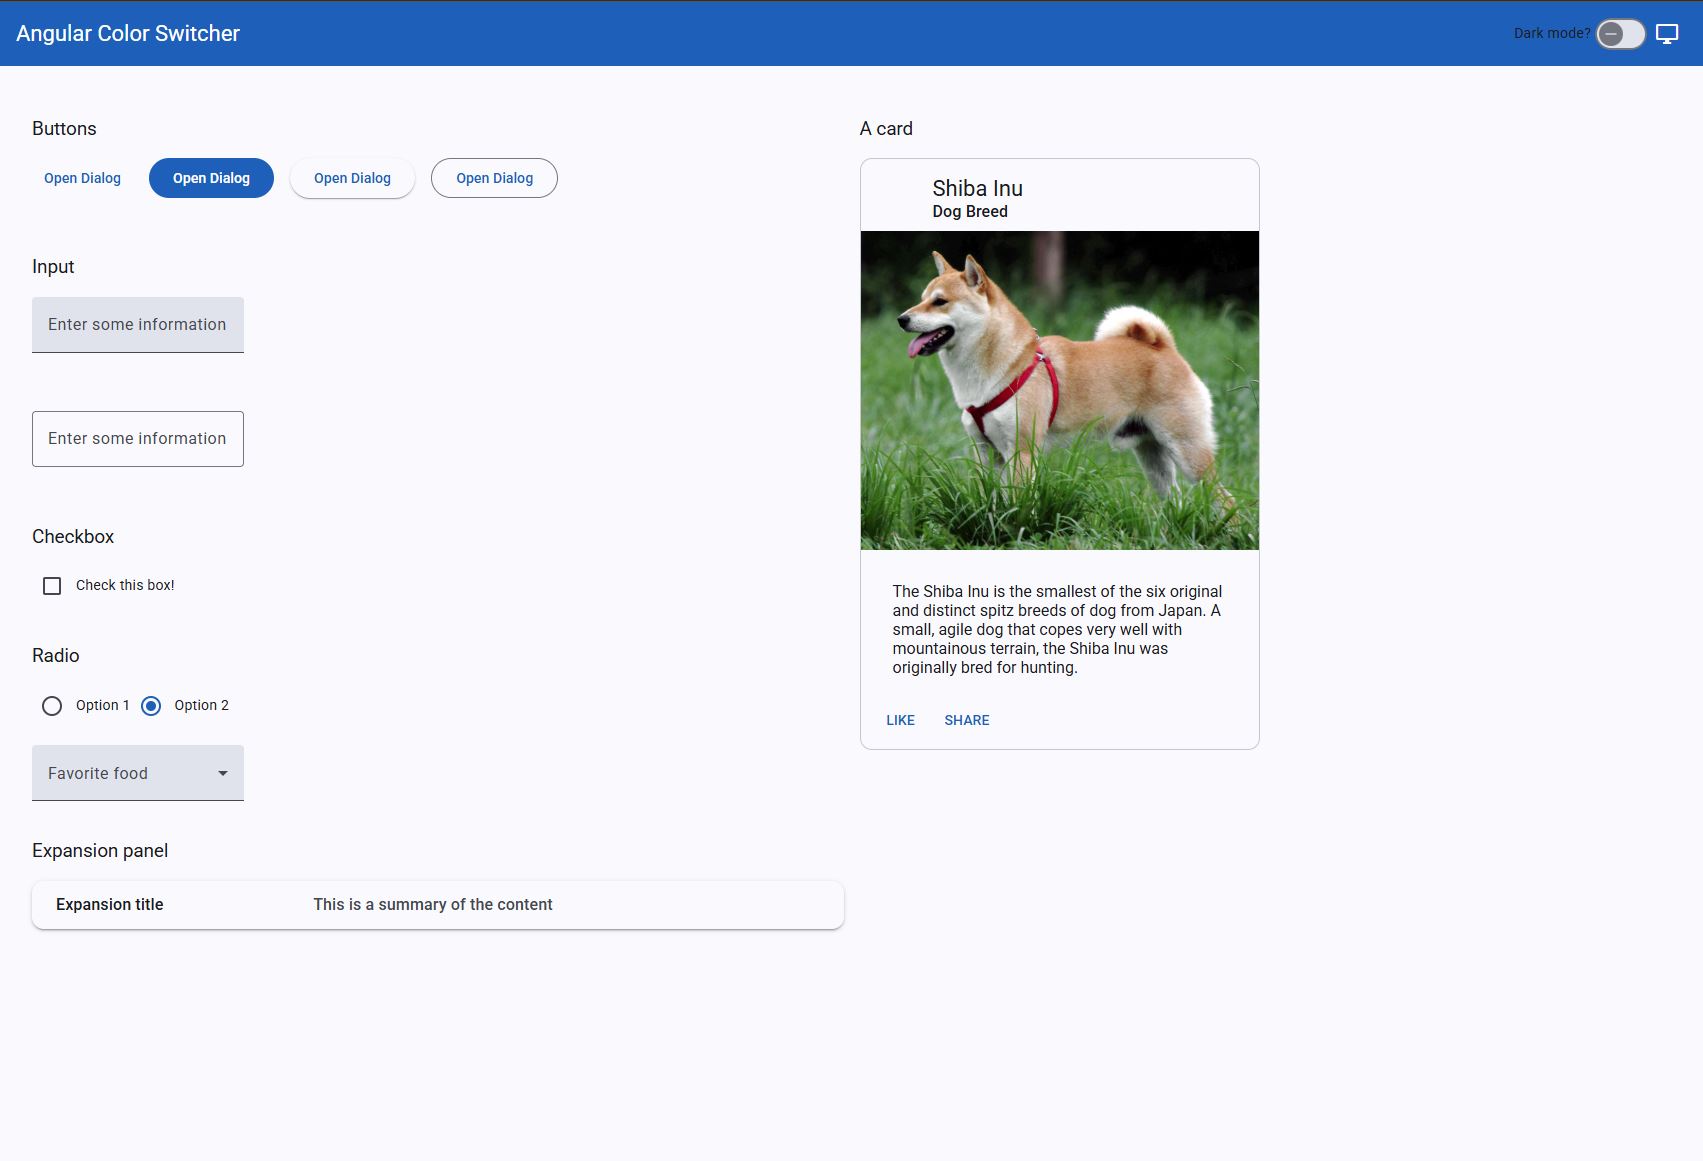 Angular Color Switcher
Dark mode?
Buttons
Open Dialog
Open Dialog
Open Dialog
Open Dialog
Input
Enter some information
Enter some information
Checkbox
Check this box!
Radio
Option 1
Option 2
Favorite food
Expansion panel
Expansion title
This is a summary of the content
A card
Shiba Inu
Dog Breed
The Shiba Inu is the smallest of the six original
and distinct spitz breeds of dog from Japan. A
small, agile dog that copes very well with
mountainous terrain, the Shiba Inu was
originally bred for hunting.
LIKE
SHARE